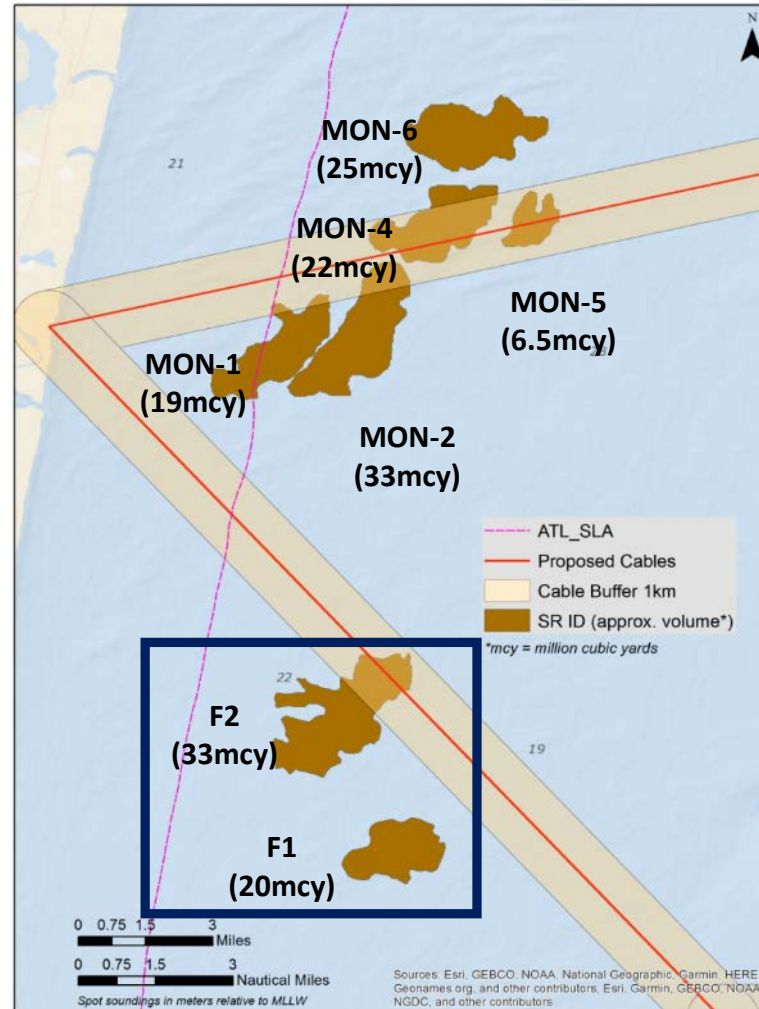 N
21
MON-6
(25mcy)
MON-4
(22mcy)
MON-5
(6.5mcy)
MON-1
(19mcy)
MON-2
(33mcy)
ATL_SLA
Proposed Cables
Cable Buffer 1km
SR ID (approx. volume*)
*mcy = million cubic yards
22
F2
(33mcy)
19
F1
(20mcy)
0 0.75 1.5 3
Miles
0 0.75 1.5 3
Nautical Miles
Spot soundings in meters relative to MLLW
Sources: Esri, GEBCO, NOAA, National Geographic, Garmin, HERE,
Geonames.org, and other contributors, Esri, Garmin, GEBCO, NOAA
NGDC, and other contributors